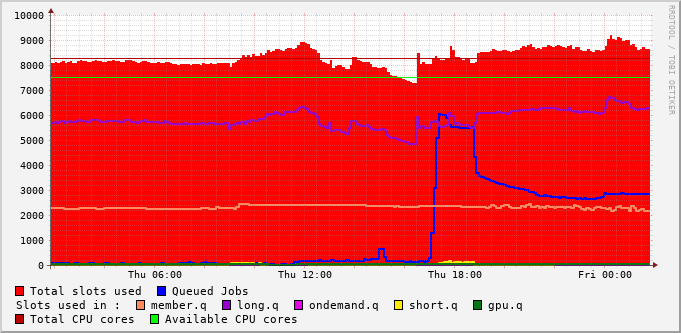 10000
9000
8000
7000
6000
5000
4000
3000
2000
1000
0
Thu 06:00 Thu 12:00 Thu 18:00 Fri 00:00
RRDTOOL / TOBI OETIKER
Total slots used Queued Jobs
Slots used in : member.q long.q ondemand.q short.q gpu.q
Total CPU cores Available CPU cores